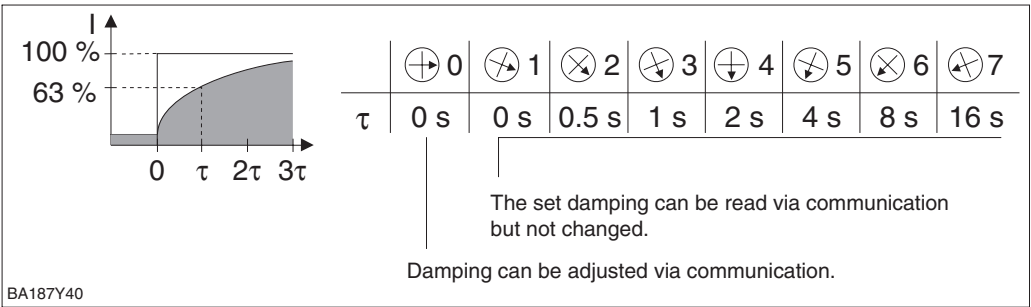 I
100 %
63 %
0 τ 2τ 3τ
0 1 2 3 4 5 6 7
τ 0 s 0 s 0.5 s 1 s 2 s 4 s 8 s 16 s
The set damping can be read via communication
but not changed.
Damping can be adjusted via communication.
BA187Y40